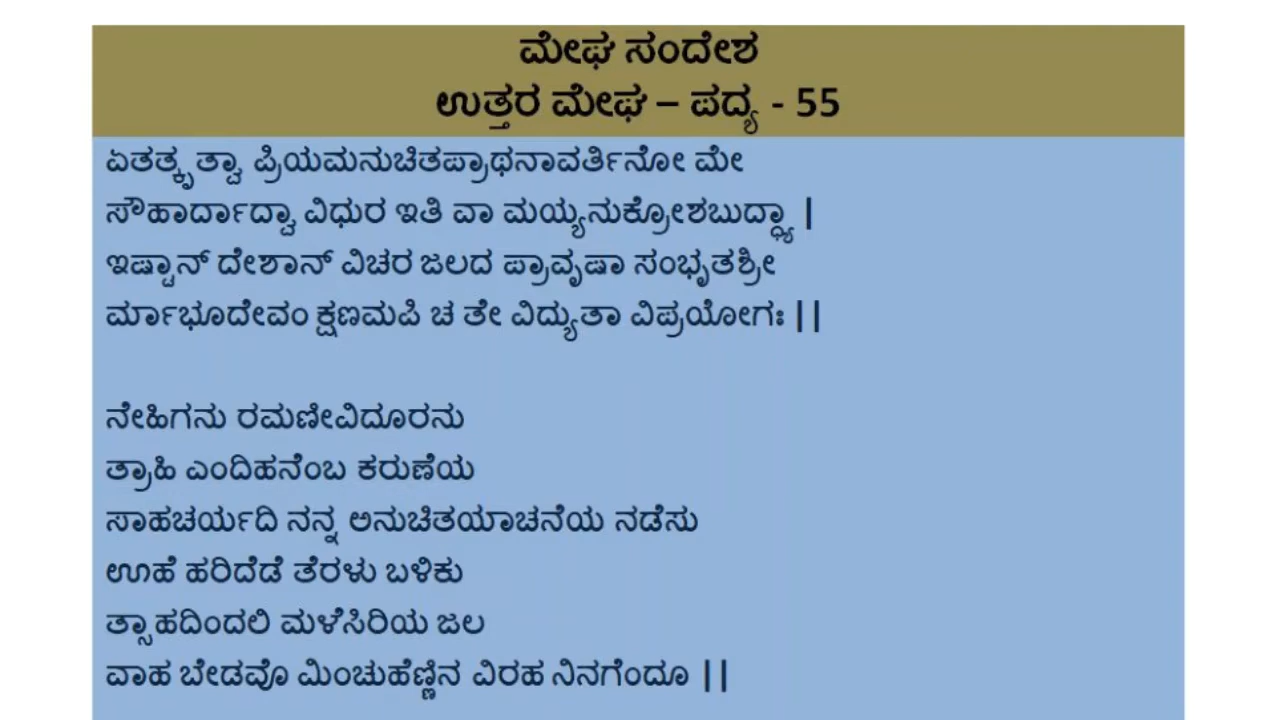 ಮೇಘ ಸಂದೇಶ
ಉತ್ತರ ಮೇಘ – ಪದ್ಯ - 55
ಏತತ್ಕೃತ್ವಾ ಪ್ರಿಯಮನುಚಿತಪ್ರಾಥನಾವರ್ತಿನೋ ಮೇ
ಸೌಹಾರ್ದಾದ್ವಾ ವಿಧುರ ಇತಿ ವಾ ಮಯ್ಯನುಕ್ರೋಶಬುದ್ಧ್ಯಾ |
ಇಷ್ಟಾನ್ ದೇಶಾನ್ ವಿಚರ ಜಲದ ಪ್ರಾವೃಷಾ ಸಂಭೃತಶ್ರೀ
ರ್ಮಾಭೂದೇವಂ ಕ್ಷಣಮಪಿ ಚ ತೇ ವಿದ್ಯುತಾ ವಿಪ್ರಯೋಗಃ ||
ನೇಹಿಗನು ರಮಣೀವಿದೂರನು
ತ್ರಾಹಿ ಎಂದಿಹನೆಂಬ ಕರುಣೆಯ
ಸಾಹಚರ್ಯದಿ ನನ್ನ ಅನುಚಿತಯಾಚನೆಯ ನಡೆಸು
ಊಹೆ ಹರಿದೆಡೆ ತೆರಳು ಬಳಿಕು
ತ್ಸಾಹದಿಂದಲಿ ಮಳೆಸಿರಿಯ ಜಲ
ವಾಹ ಬೇಡವೊ ಮಿಂಚುಹೆಣ್ಣಿನ ವಿರಹ ನಿನಗೆಂದೂ ||